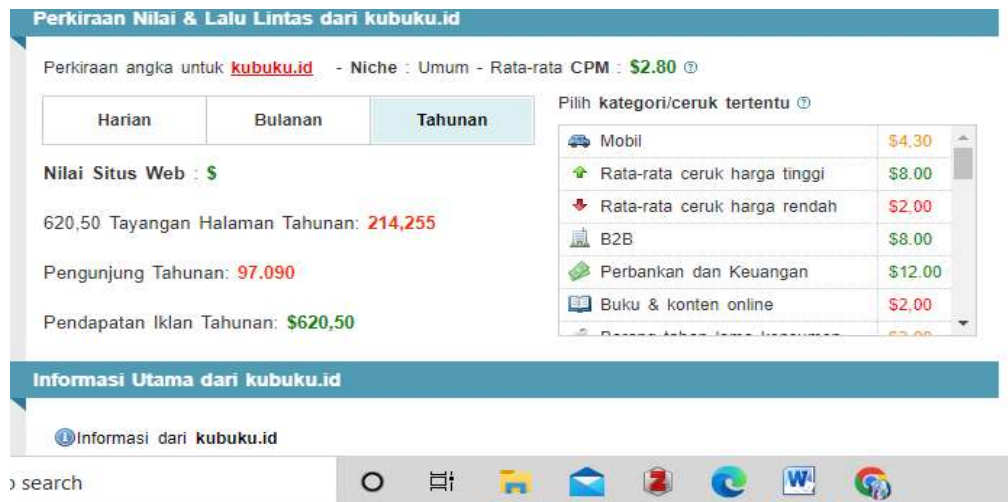 Perkiraan Nilai & Lalu Lintas dari kubuku.id
Perkiraan angka untuk kubuku.id - Niche : Umum - Rata-rata CPM : $2.80
Harian Bulanan Tahunan
Nilai Situs Web : $
620,50 Tayangan Halaman Tahunan: 214,255
Pengunjung Tahunan: 97.090
Pendapatan Iklan Tahunan: $620,50
Pilih kategori/ceruk tertentu
Mobil $4,30
Rata-rata ceruk harga tinggi $8.00
Rata-rata ceruk harga rendah $2,00
B2B $8.00
Perbankan dan Keuangan $12.00
Buku & konten online $2,00
Informasi Utama dari kubuku.id
Informasi dari kubuku.id
search